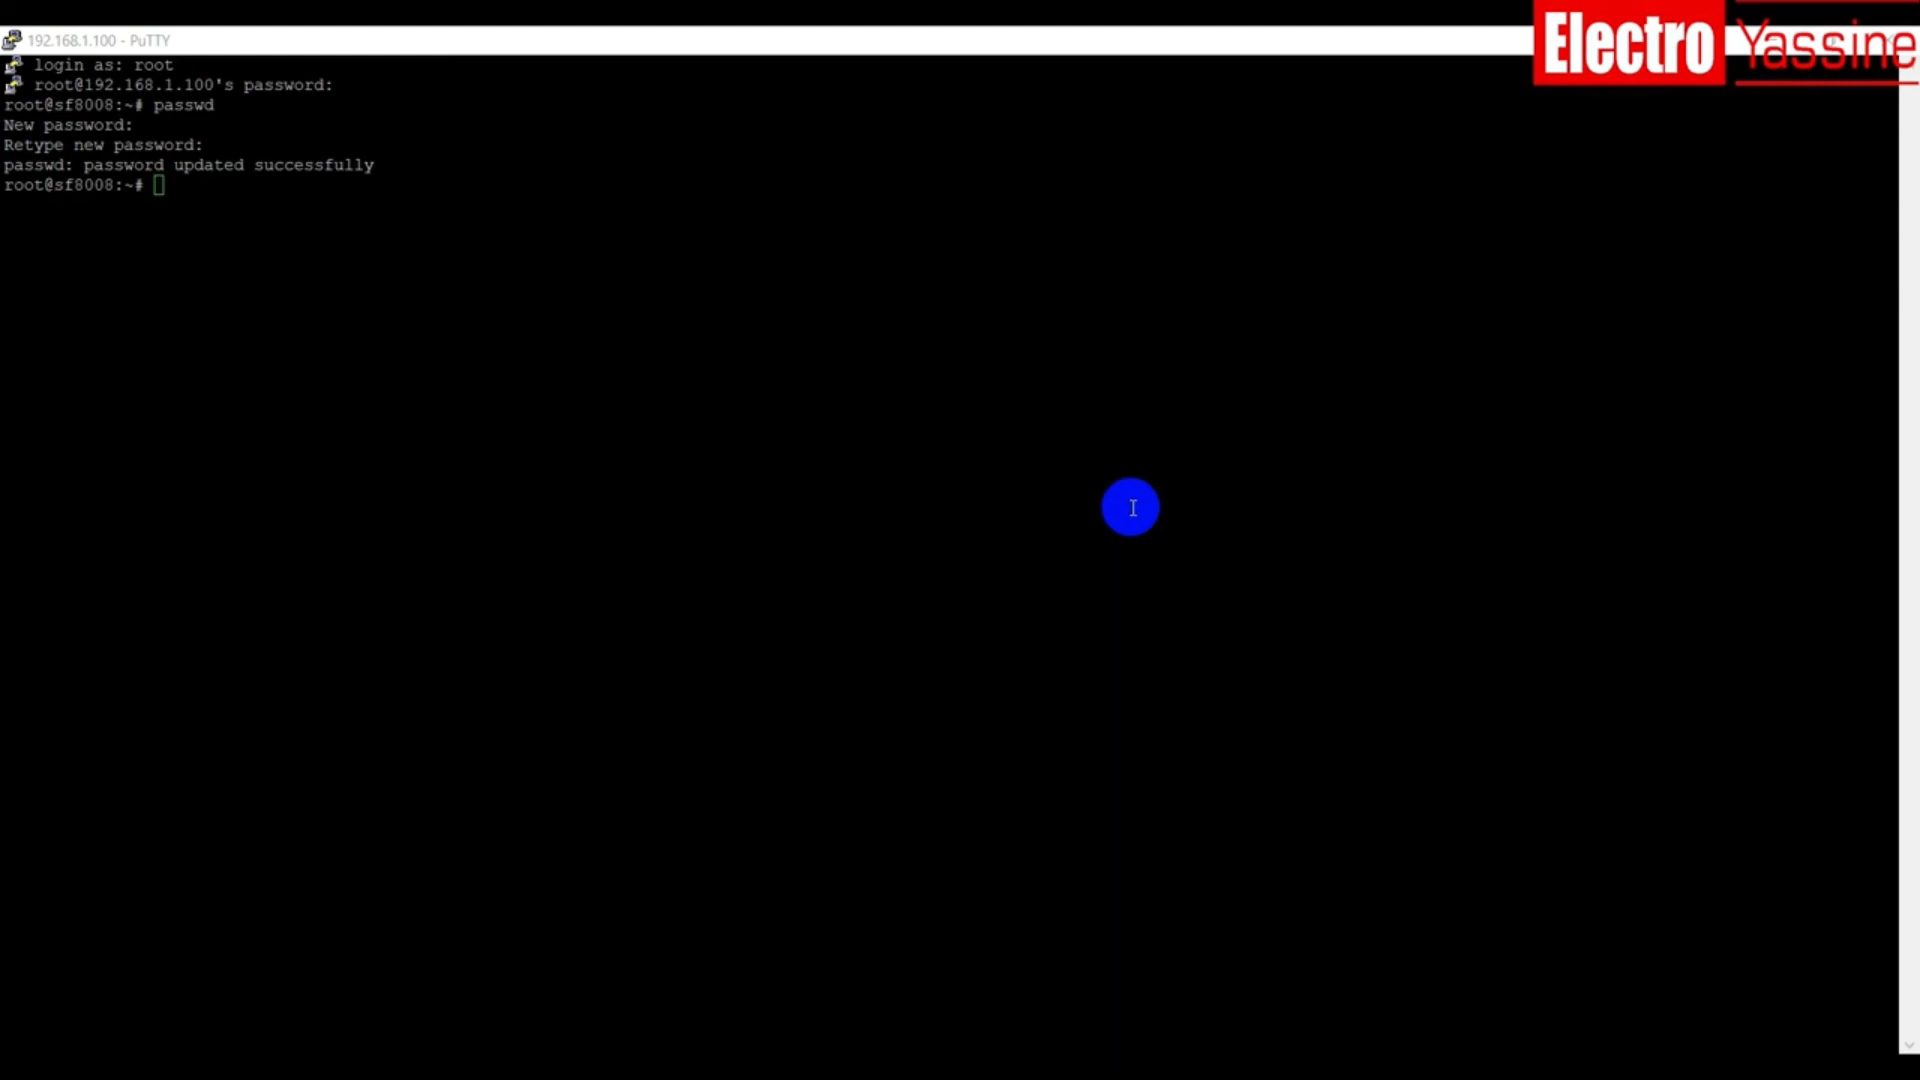 Electro Yassine
192.168.1.100 - PuTTY
login as: root
root@192.168.1.100's password:
root@sf8008:~# passwd
New password:
Retype new password:
passwd: password updated successfully
root@sf8008:~#